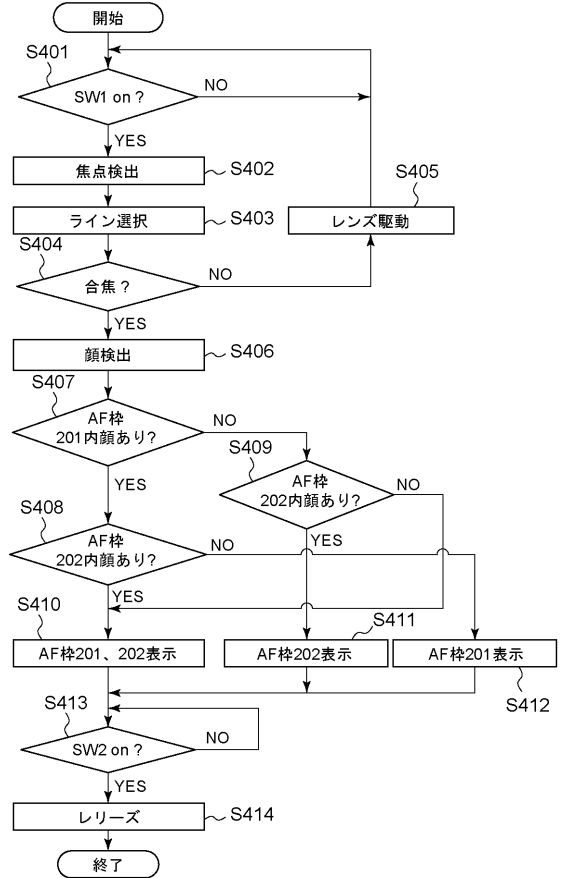 開始
S401
SW1 on ?
NO
YES
焦点検出
S402
S405
ライン選択
S403
レンズ駆動
S404
合焦 ?
NO
YES
顔検出
S406
S407
AF枠
201内顔あり?
NO
YES
S409
AF枠
202内顔あり?
NO
YES
S408
AF枠
202内顔あり?
NO
YES
S410
AF枠201、202表示
S411
AF枠202表示
AF枠201表示
S412
S413
SW2 on ?
NO
YES
レリーズ
S414
終了